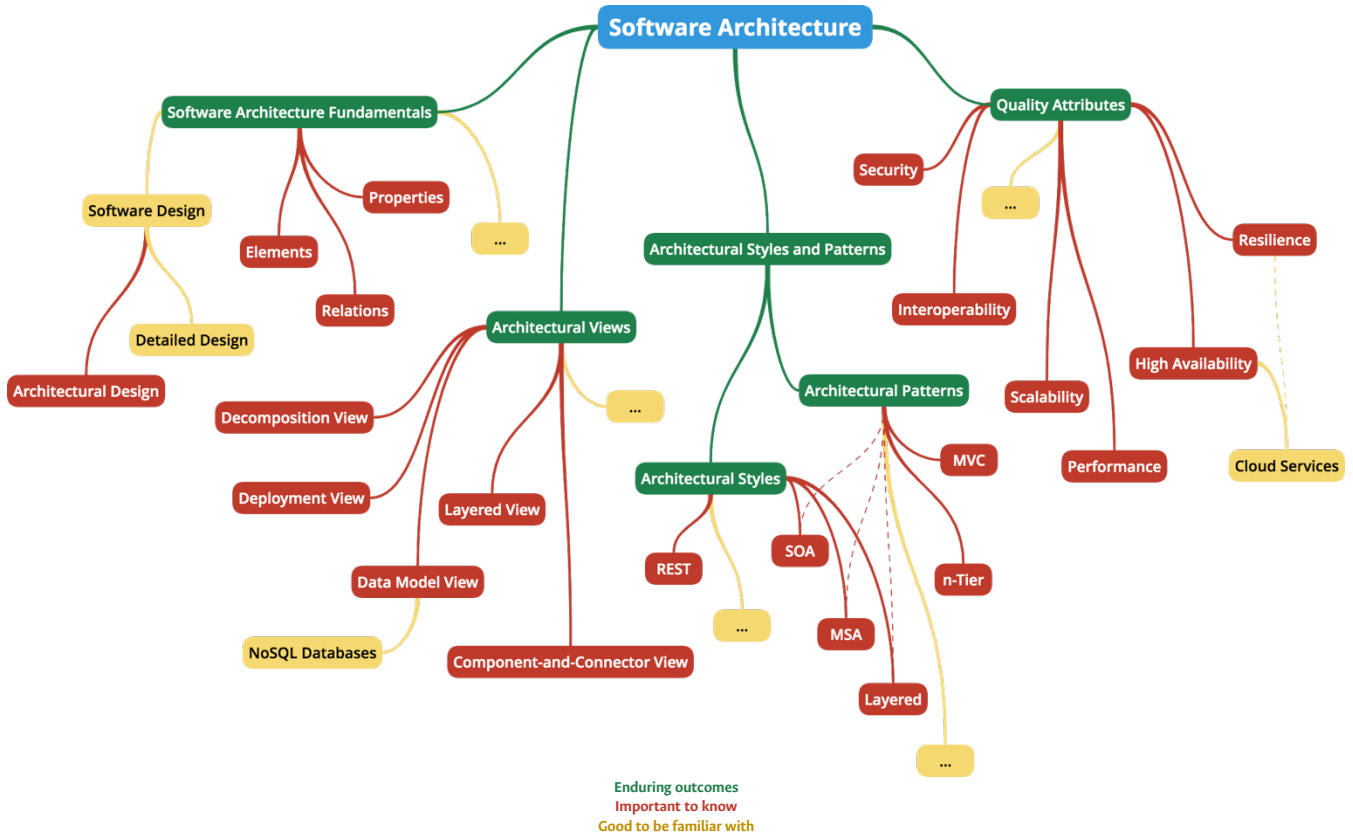 Software Architecture
Software Architecture Fundamentals
Quality Attributes
Security
Properties
...
Software Design
...
Elements
Resilience
Architectural Styles and Patterns
Relations
Interoperability
Architectural Views
Detailed Design
High Availability
Architectural Design
Architectural Patterns
Scalability
...
Decomposition View
MVC
Performance
Cloud Services
Architectural Styles
Deployment View
Layered View
SOA
REST
n-Tier
Data Model View
...
MSA
NoSQL Databases
Component-and-Connector View
Layered
...
Enduring outcomes
Important to know
Good to be familiar with